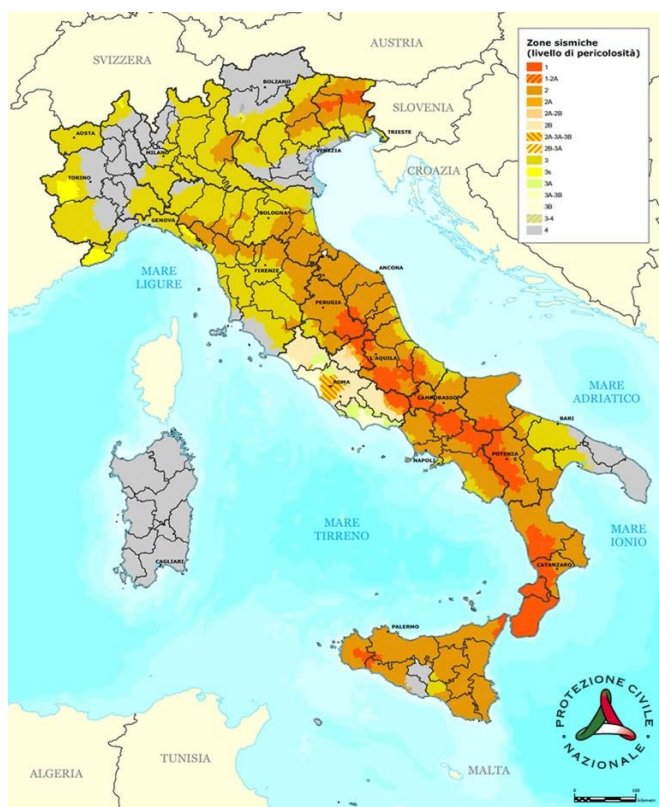 AUSTRIA
SVIZZERA
SLOVENIA
CROAZIA
Zone sismiche
(livello di pericolosità)
1
1-2A
2
2A
2A-2B
2B
2A-3A-3B
2B-3A
3
3s
3A
3A-3B
3B
3-4
4
BOLZANO
AOSTA
MILANO
TRIESTE
VENEZIA
TORINO
GENOVA
BOLOGNA
FIRENZE
ANCONA
MARE
LIGURE
PERUGIA
L'AQUILA
ROMA
CAMPOBASSO
MARE
ADRIATICO
BARI
NAPOLI
POTENZA
MARE
TIRRENO
MARE
IONIO
CAGLIARI
CATANZARO
PALERMO
PROTEZIONE CIVILE
NAZIONALE
ALGERIA
TUNISIA
MALTA
0
100